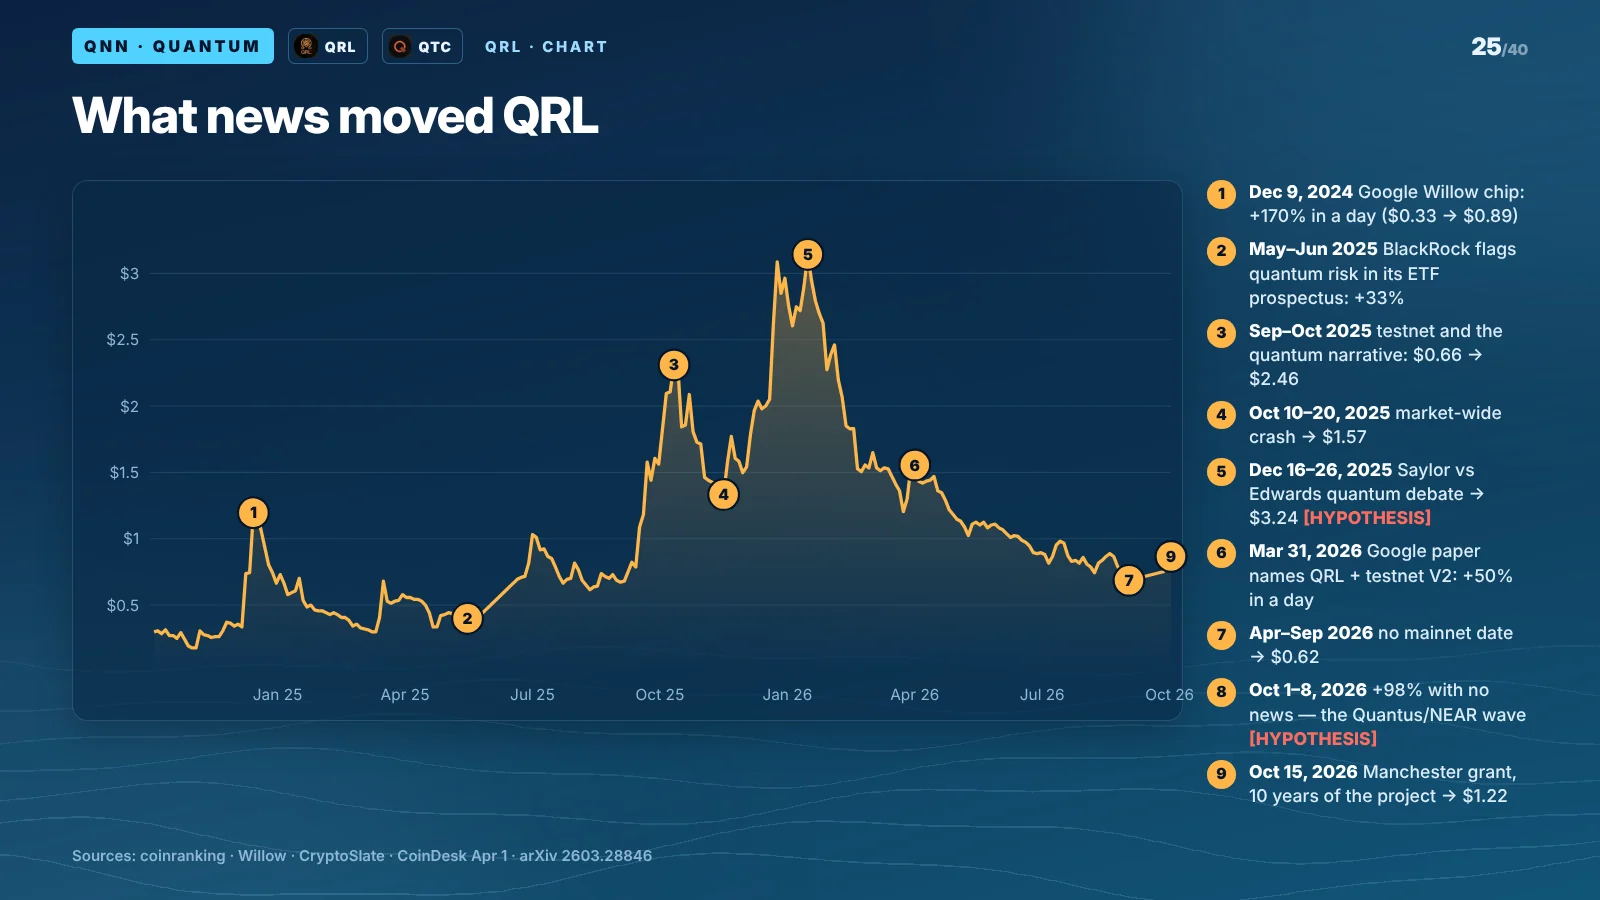 QNN · QUANTUM
QRL
QTC
QRL · CHART
25/40
What news moved QRL
$3
$2.5
$2
$1.5
$1
$0.5
Jan 25
Apr 25
Jul 25
Oct 25
Jan 26
Apr 26
Jul 26
Oct 26
1
2
3
4
5
6
7
9
1 Dec 9, 2024 Google Willow chip:
+170% in a day ($0.33 → $0.89)
2 May–Jun 2025 BlackRock flags
quantum risk in its ETF
prospectus: +33%
3 Sep–Oct 2025 testnet and the
quantum narrative: $0.66 →
$2.46
4 Oct 10–20, 2025 market-wide
crash → $1.57
5 Dec 16–26, 2025 Saylor vs
Edwards quantum debate →
$3.24 [HYPOTHESIS]
6 Mar 31, 2026 Google paper
names QRL + testnet V2: +50%
in a day
7 Apr–Sep 2026 no mainnet date
→ $0.62
8 Oct 1–8, 2026 +98% with no
news — the Quantus/NEAR wave
[HYPOTHESIS]
9 Oct 15, 2026 Manchester grant,
10 years of the project → $1.22
Sources: coinranking · Willow · CryptoSlate · CoinDesk Apr 1 · arXiv 2603.28846